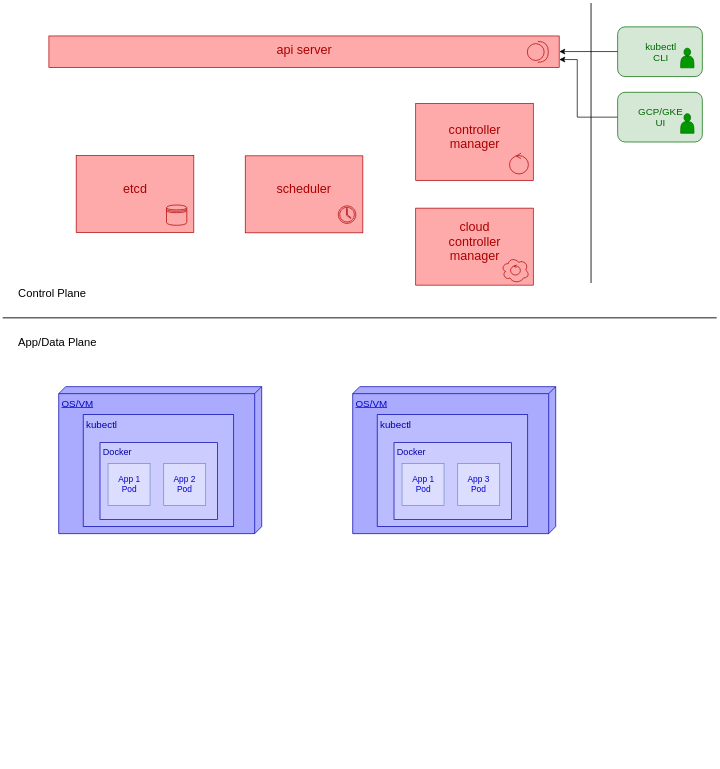 api server
kubectl
CLI
GCP/GKE
UI
controller
manager
etcd
scheduler
cloud
controller
manager
Control Plane
App/Data Plane
OS/VM
kubectl
Docker
App 1
Pod
App 2
Pod
OS/VM
kubectl
Docker
App 1
Pod
App 3
Pod